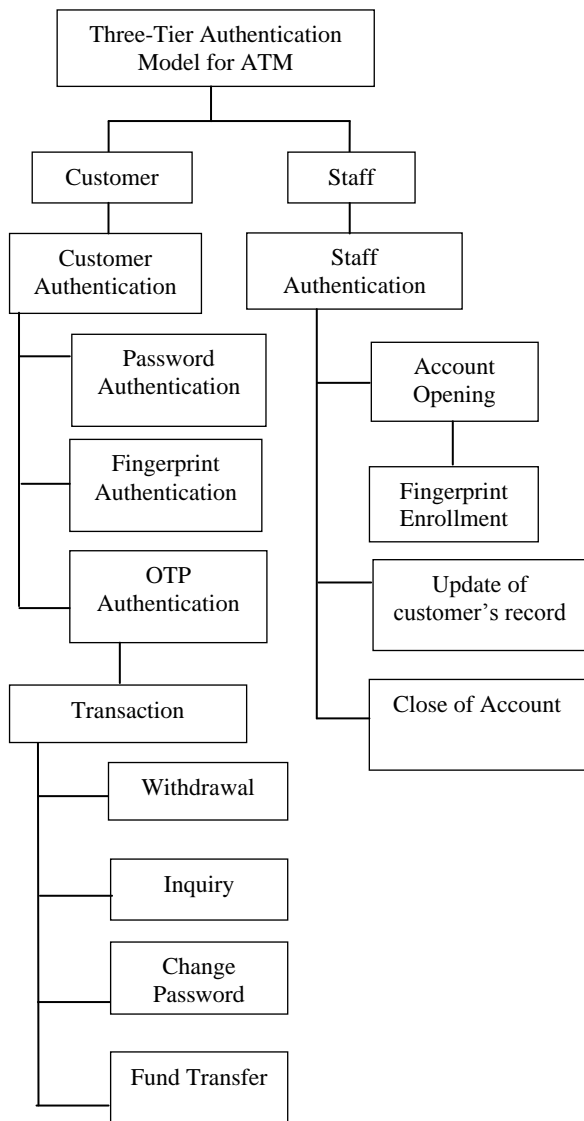 Three-Tier Authentication
Model for ATM
Customer
Staff
Customer
Authentication
Staff
Authentication
Password
Authentication
Account
Opening
Fingerprint
Authentication
Fingerprint
Enrollment
OTP
Authentication
Update of
customer’s record
Transaction
Close of Account
Withdrawal
Inquiry
Change
Password
Fund Transfer